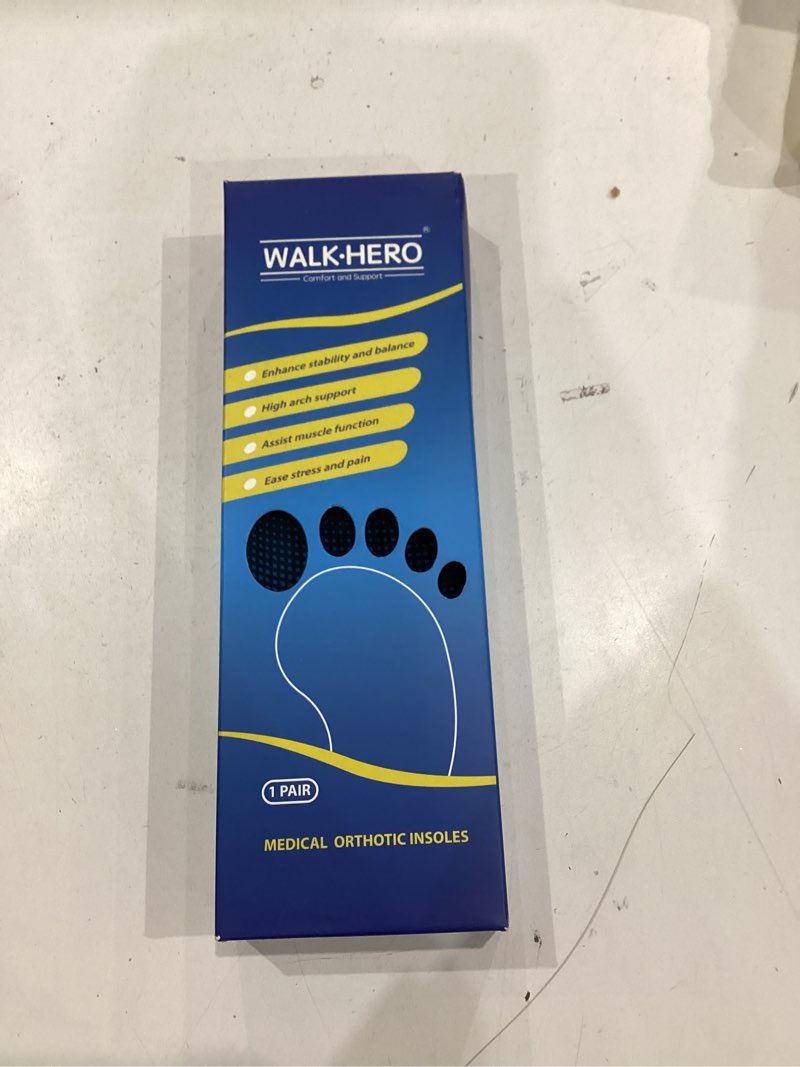 ®
WALK·HERO
Comfort and Support
Enhance stability and balance
High arch support
Assist muscle function
Ease stress and pain
1 PAIR
MEDICAL ORTHOTIC INSOLES